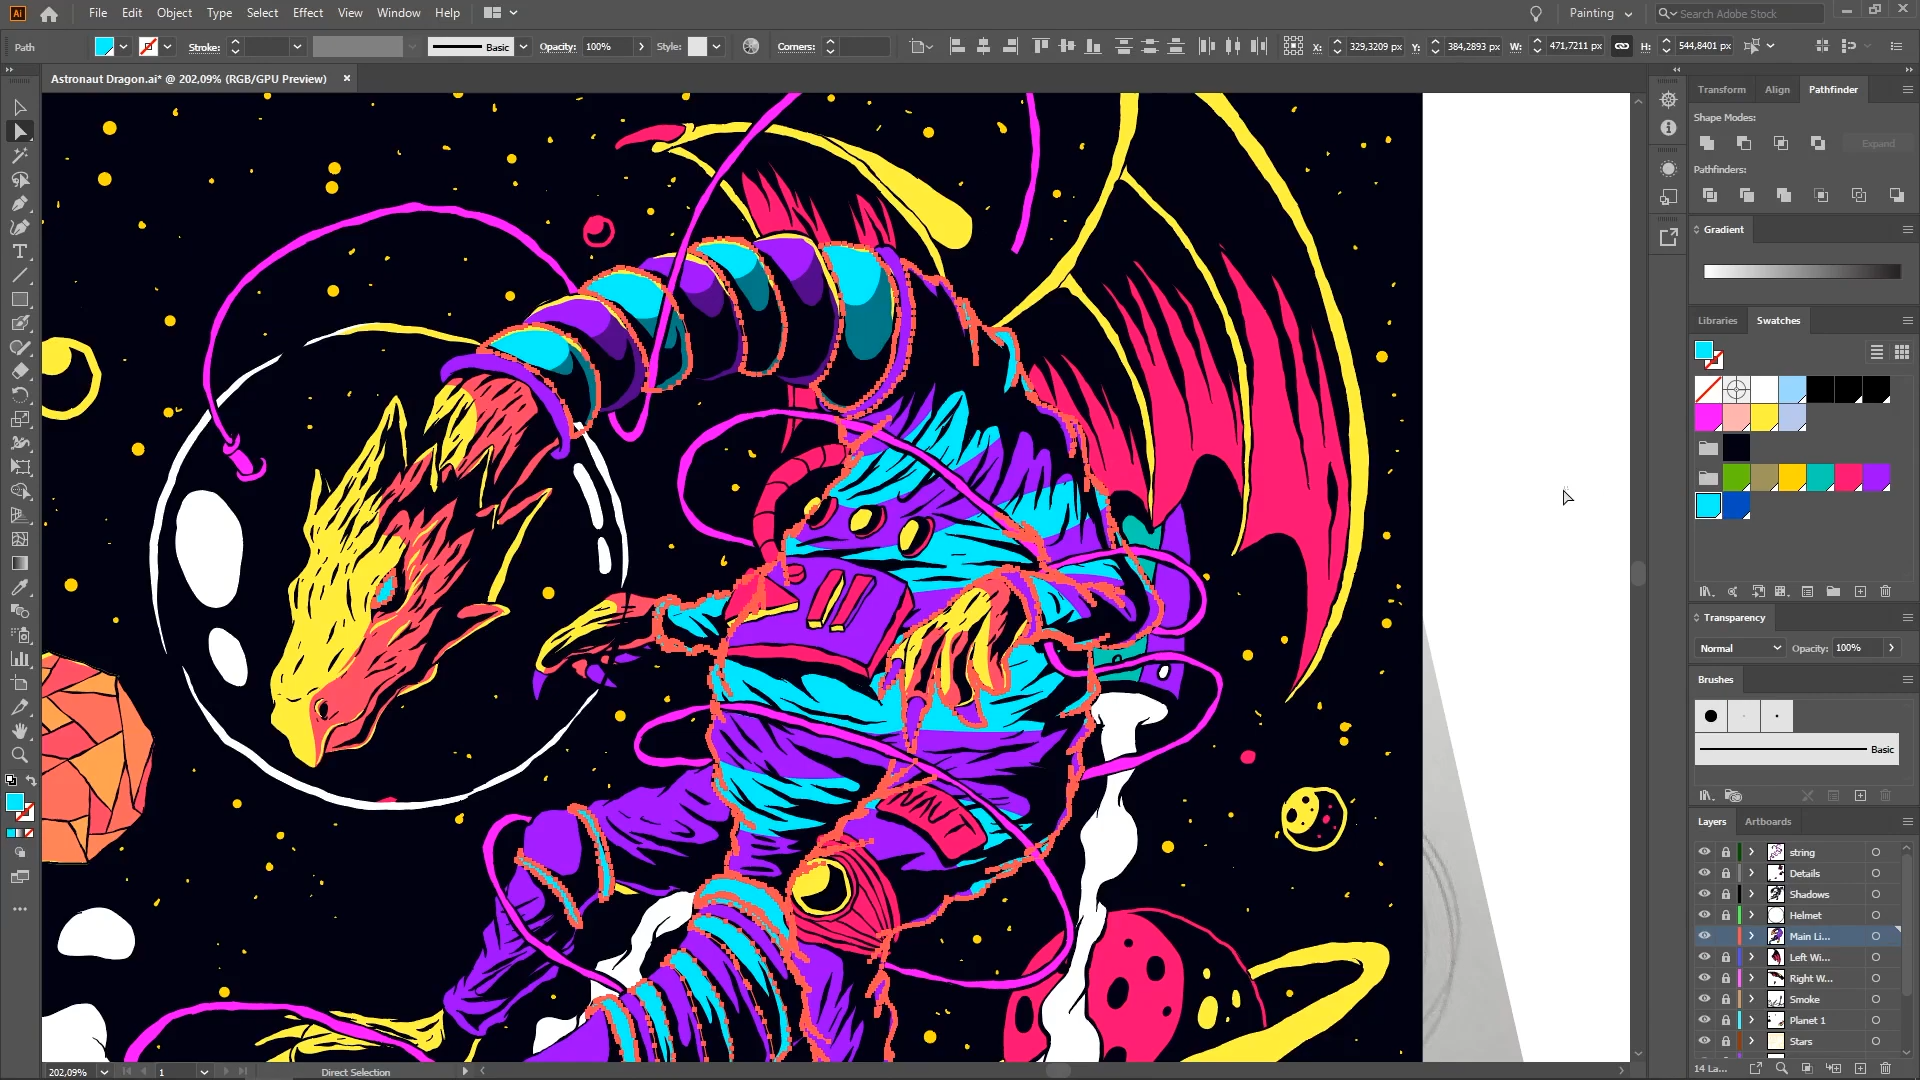 Ai File Edit Object Type Select Effect View Window Help Painting Search Adobe Stock
Path Stroke: Basic Opacity: 100% Style: Corners: X: 329,3209 px Y: 384,2893 px W: 471,7211 px H: 544,8401 px
Astronaut Dragon.ai* @ 202,09% (RGB/GPU Preview)
Transform Align Pathfinder
Shape Modes:
Expand
Pathfinders:
Gradient
Libraries Swatches
Transparency
Normal Opacity: 100%
Brushes
Basic
Layers Artboards
string
Details
Shadows
Helmet
Main Li...
Left Wi...
Right W...
Smoke
Planet 1
Stars
14 La...
202,09% 1 Direct Selection